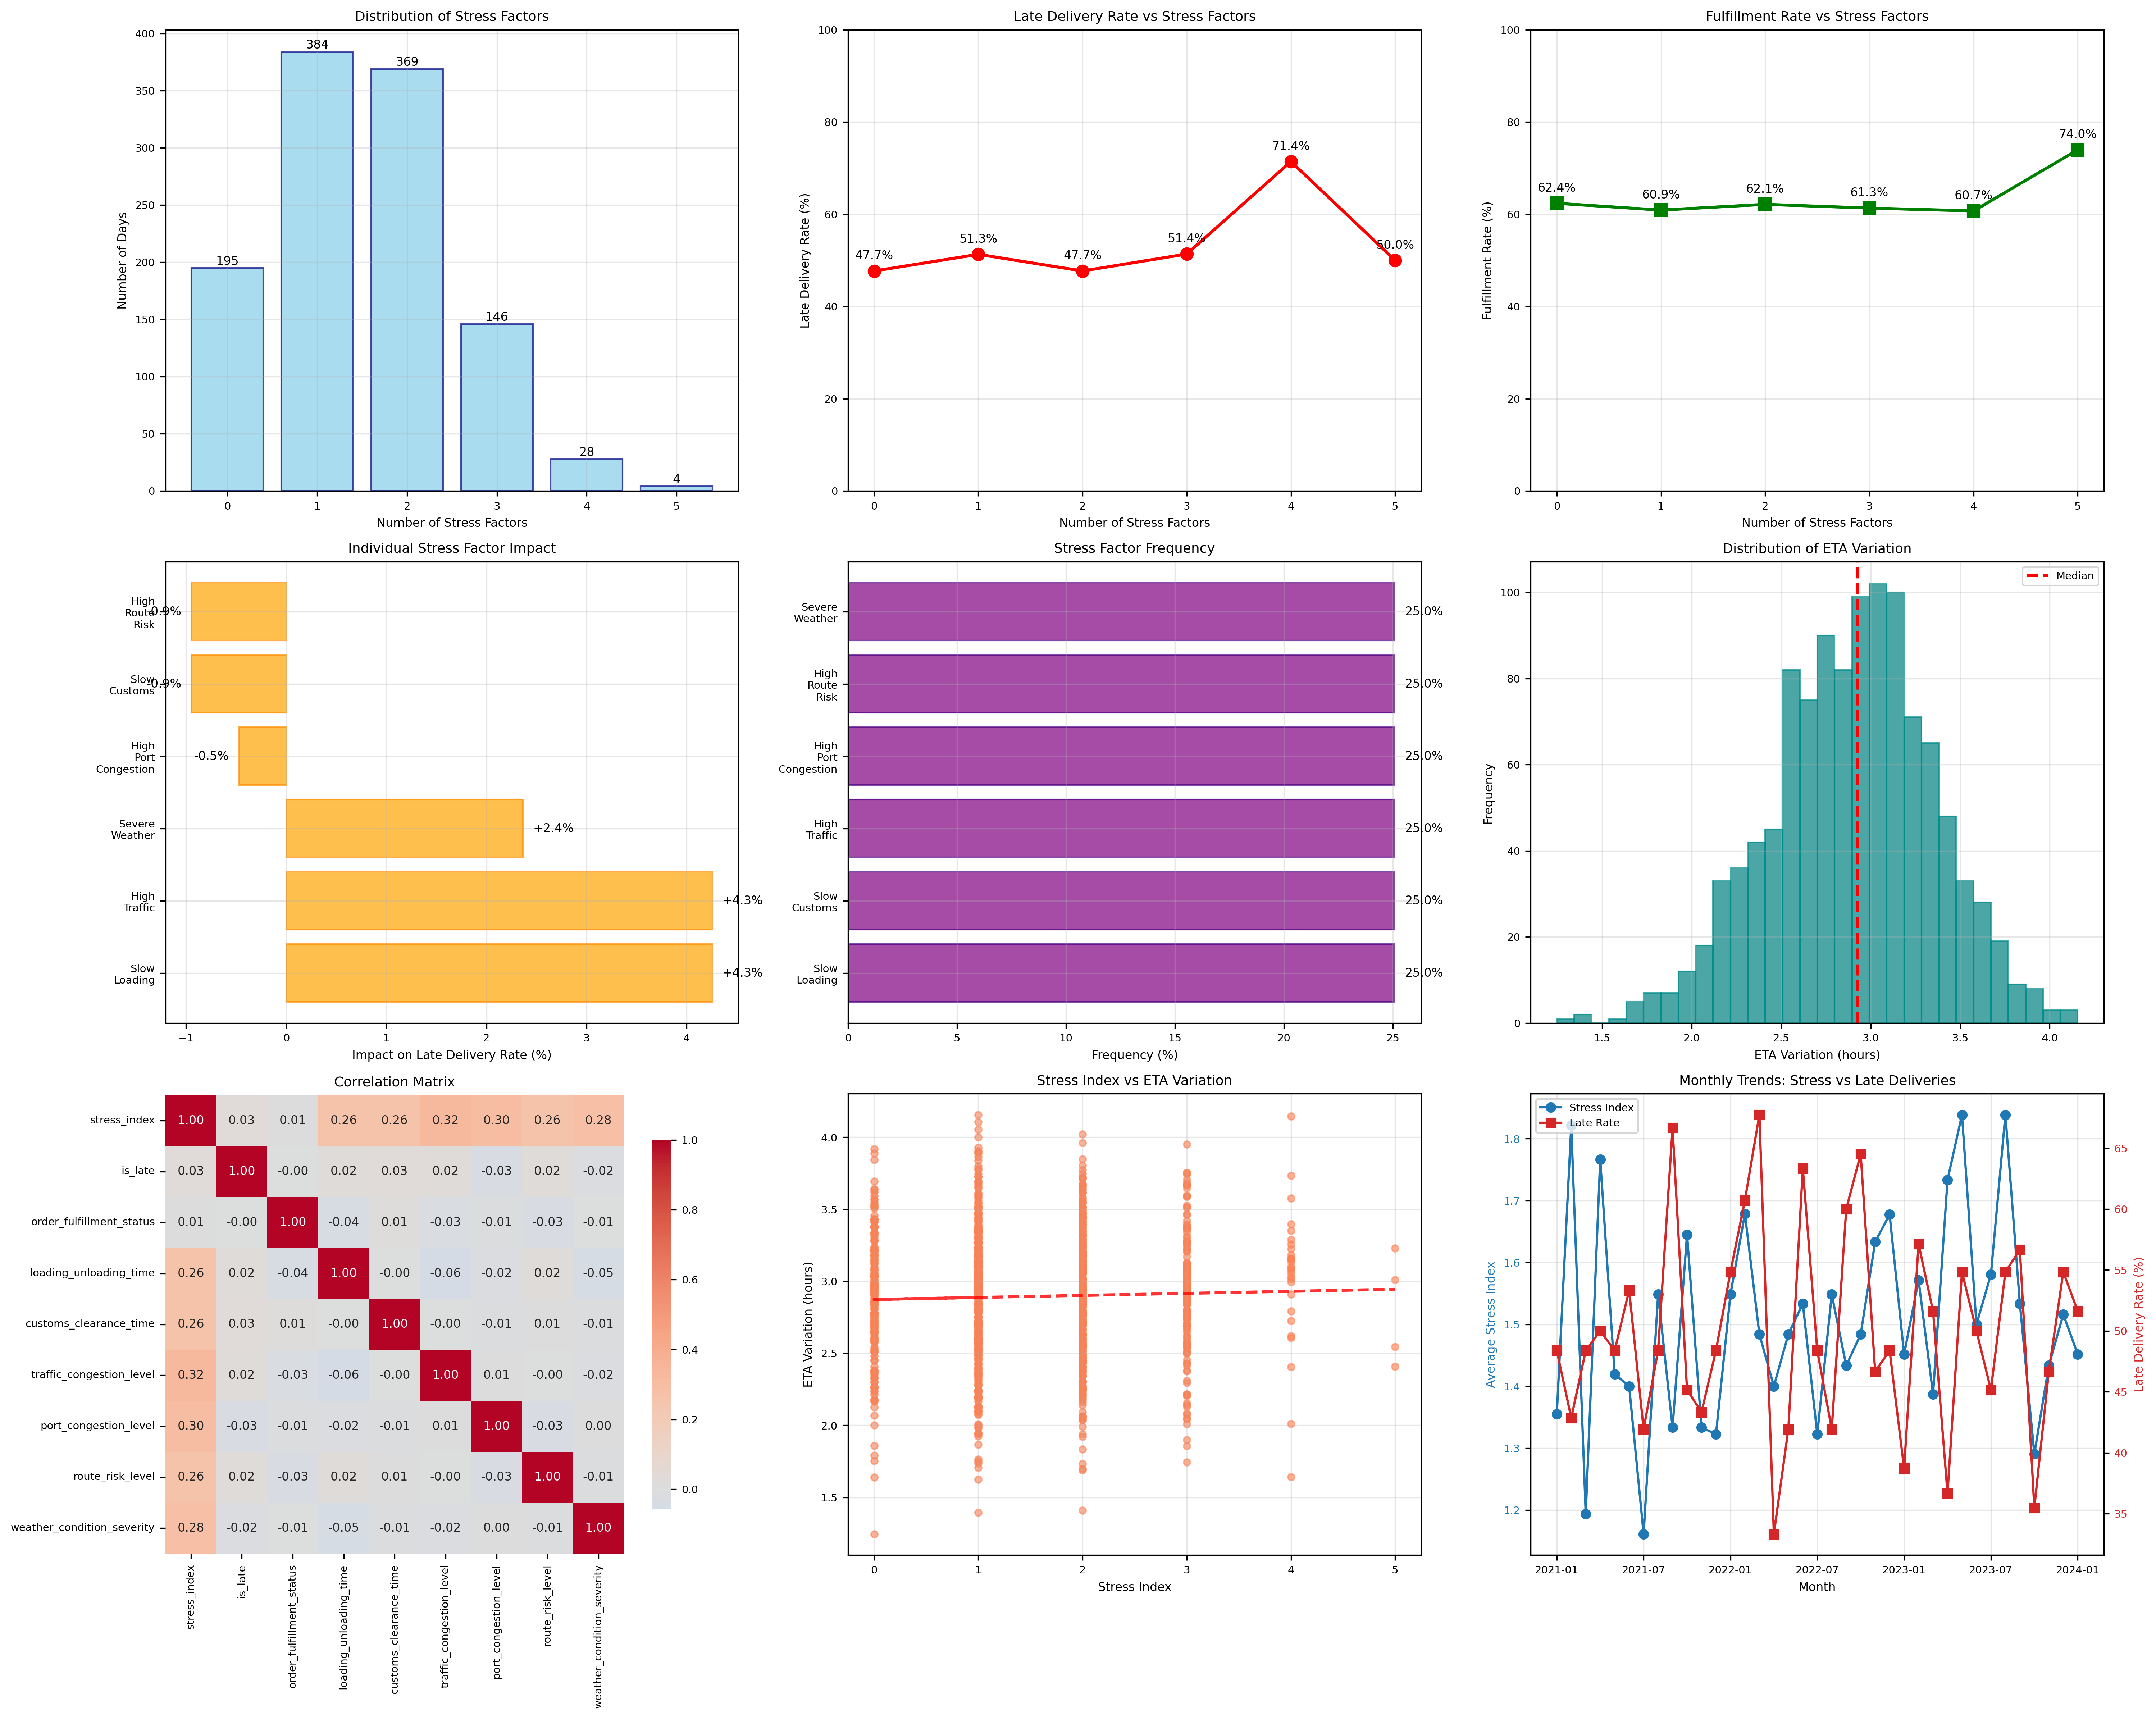 Distribution of Stress Factors
Number of Days
400
350
300
250
200
150
100
50
0
195
384
369
146
28
4
0 1 2 3 4 5
Number of Stress Factors
Late Delivery Rate vs Stress Factors
Late Delivery Rate (%)
100
80
60
40
20
0
47.7%
51.3%
47.7%
51.4%
71.4%
50.0%
0 1 2 3 4 5
Number of Stress Factors
Fulfillment Rate vs Stress Factors
Fulfillment Rate (%)
100
80
60
40
20
0
62.4%
60.9%
62.1%
61.3%
60.7%
74.0%
0 1 2 3 4 5
Number of Stress Factors
Individual Stress Factor Impact
High
Route
Risk
-0.9%
Slow
Customs
-0.9%
High
Port
Congestion
-0.5%
Severe
Weather
+2.4%
High
Traffic
+4.3%
Slow
Loading
+4.3%
−1 0 1 2 3 4
Impact on Late Delivery Rate (%)
Stress Factor Frequency
Severe
Weather
25.0%
High
Route
Risk
25.0%
High
Port
Congestion
25.0%
High
Traffic
25.0%
Slow
Customs
25.0%
Slow
Loading
25.0%
0 5 10 15 20 25
Frequency (%)
Distribution of ETA Variation
Median
Frequency
100
80
60
40
20
0
1.5 2.0 2.5 3.0 3.5 4.0
ETA Variation (hours)
Correlation Matrix
stress_index 1.00 0.03 0.01 0.26 0.26 0.32 0.30 0.26 0.28
is_late 0.03 1.00 -0.00 0.02 0.03 0.02 -0.03 0.02 -0.02
order_fulfillment_status 0.01 -0.00 1.00 -0.04 0.01 -0.03 -0.01 -0.03 -0.01
loading_unloading_time 0.26 0.02 -0.04 1.00 -0.00 -0.06 -0.02 0.02 -0.05
customs_clearance_time 0.26 0.03 0.01 -0.00 1.00 -0.00 -0.01 0.01 -0.01
traffic_congestion_level 0.32 0.02 -0.03 -0.06 -0.00 1.00 0.01 -0.00 -0.02
port_congestion_level 0.30 -0.03 -0.01 -0.02 -0.01 0.01 1.00 -0.03 0.00
route_risk_level 0.26 0.02 -0.03 0.02 0.01 -0.00 -0.03 1.00 -0.01
weather_condition_severity 0.28 -0.02 -0.01 -0.05 -0.01 -0.02 0.00 -0.01 1.00
stress_index
is_late
order_fulfillment_status
loading_unloading_time
customs_clearance_time
traffic_congestion_level
port_congestion_level
route_risk_level
weather_condition_severity
1.0
0.8
0.6
0.4
0.2
0.0
Stress Index vs ETA Variation
ETA Variation (hours)
4.0
3.5
3.0
2.5
2.0
1.5
0 1 2 3 4 5
Stress Index
Monthly Trends: Stress vs Late Deliveries
Stress Index
Late Rate
Average Stress Index
1.8
1.7
1.6
1.5
1.4
1.3
1.2
65
60
55
50
45
40
35
Late Delivery Rate (%)
2021-01 2021-07 2022-01 2022-07 2023-01 2023-07 2024-01
Month